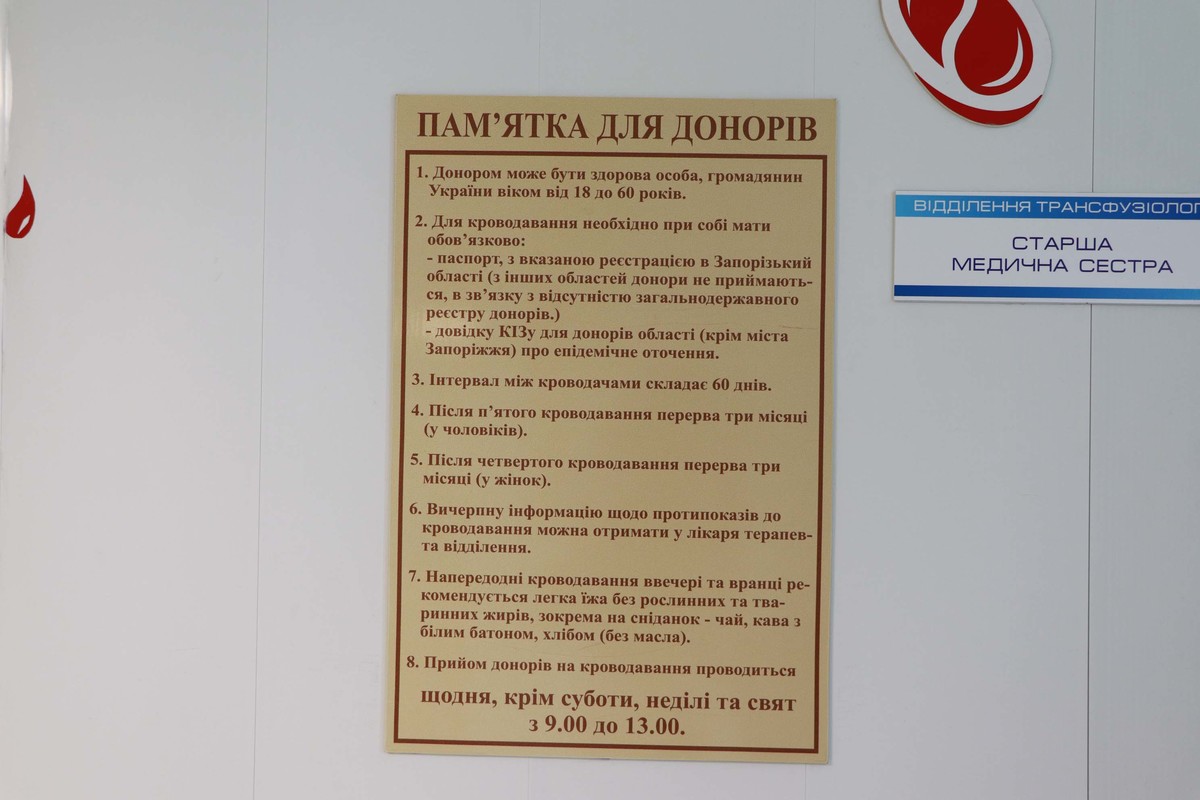 ПАМ’ЯТКА ДЛЯ ДОНОРІВ
1. Донором може бути здорова особа, громадянин
України віком від 18 до 60 років.
2. Для кроводавання необхідно при собі мати
обов’язково:
- паспорт, з вказаною реєстрацією в Запорізький
області (з інших областей донори не приймають-
ся, в зв’язку з відсутністю загальнодержавного
реєстру донорів.)
- довідку КІЗу для донорів області (крім міста
Запоріжжя) про епідемічне оточення.
3. Інтервал між кроводачами складає 60 днів.
4. Після п’ятого кроводавання перерва три місяці
(у чоловіків).
5. Після четвертого кроводавання перерва три
місяці (у жінок).
6. Вичерпну інформацію щодо протипоказів до
кроводавання можна отримати у лікаря терапев-
та відділення.
7. Напередодні кроводавання ввечері та вранці ре-
комендується легка їжа без рослинних та тва-
ринних жирів, зокрема на сніданок - чай, кава з
білим батоном, хлібом (без масла).
8. Прийом донорів на кроводавання проводиться
щодня, крім суботи, неділі та свят
з 9.00 до 13.00.
ВІДДІЛЕННЯ ТРАНСФУЗІОЛОГ
СТАРША
МЕДИЧНА СЕСТРА